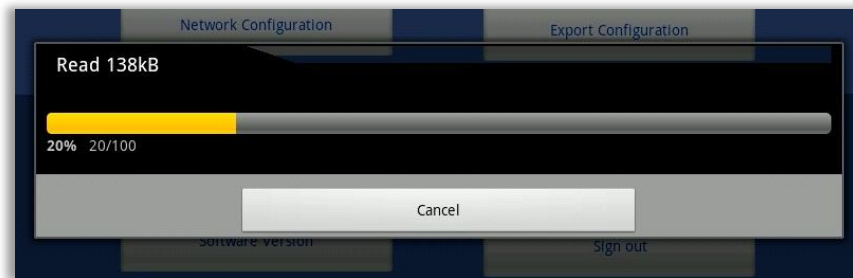 Network Configuration
Export Configuration
Read 138kB
20% 20/100
Cancel
Software Version
Sign out